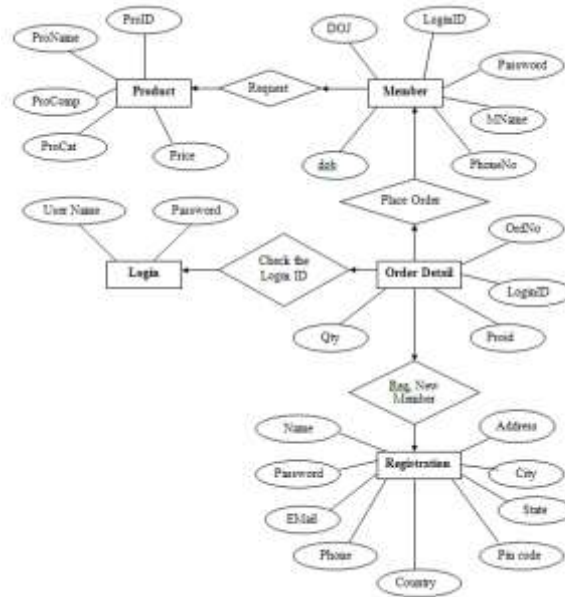 ProID
ProName
DOJ
LoginID
Password
Product
Request
Member
ProComp
MName
ProCat
Price
dob
PhoneNo
User Name
Password
Place Order
OrdNo
Login
Check the
Login ID
Order Detail
LoginID
Qty
Proid
Reg. New
Member
Name
Address
Registration
Password
City
EMail
State
Phone
Pin code
Country